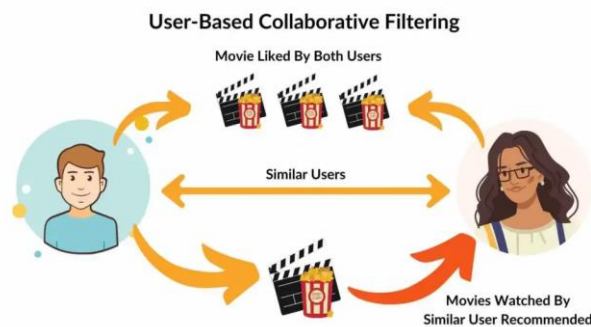 User-Based Collaborative Filtering
Movie Liked By Both Users
Similar Users
Movies Watched By
Similar User Recommended